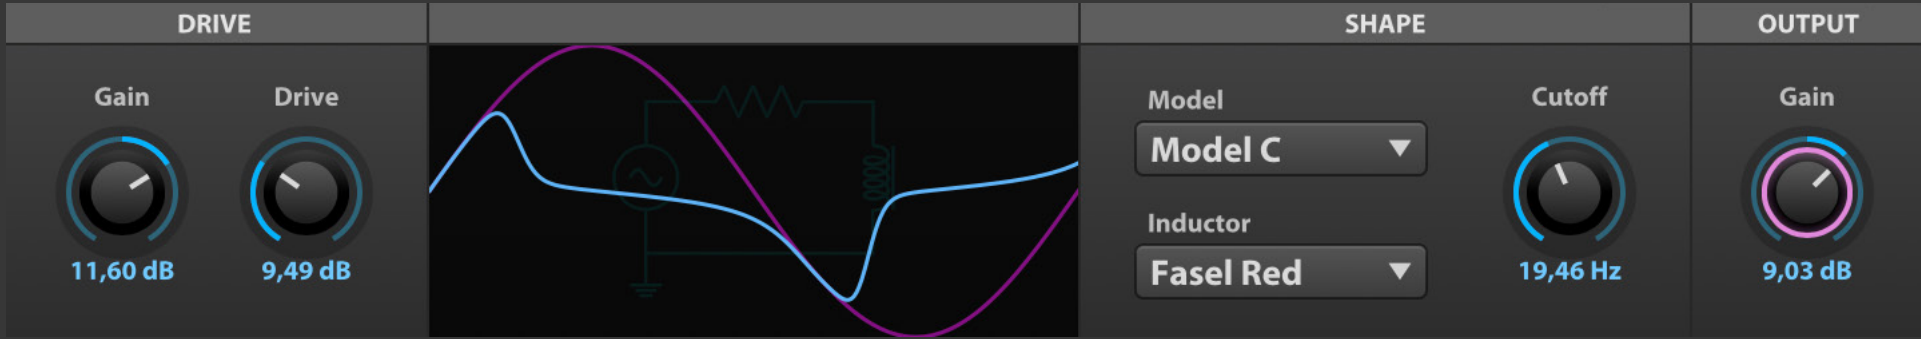 DRIVE
Gain
Drive
11,60 dB
9,49 dB
SHAPE
Model
Model C
Inductor
Fasel Red
Cutoff
19,46 Hz
OUTPUT
Gain
9,03 dB